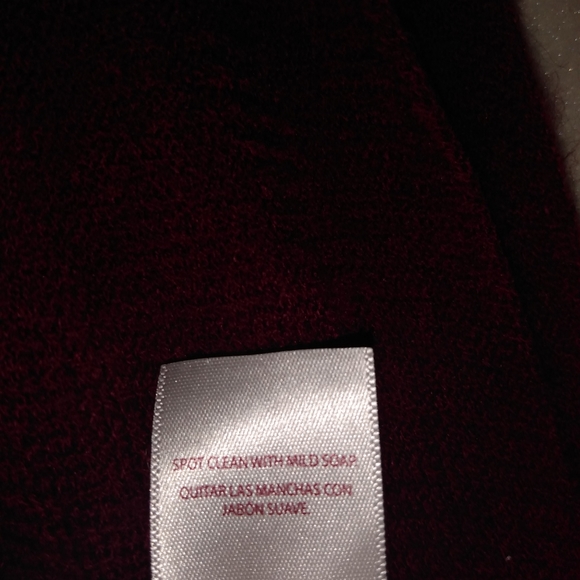 SPOT CLEAN WITH MILD SOAP.
QUITAR LAS MANCHAS CON
JABON SUAVE.